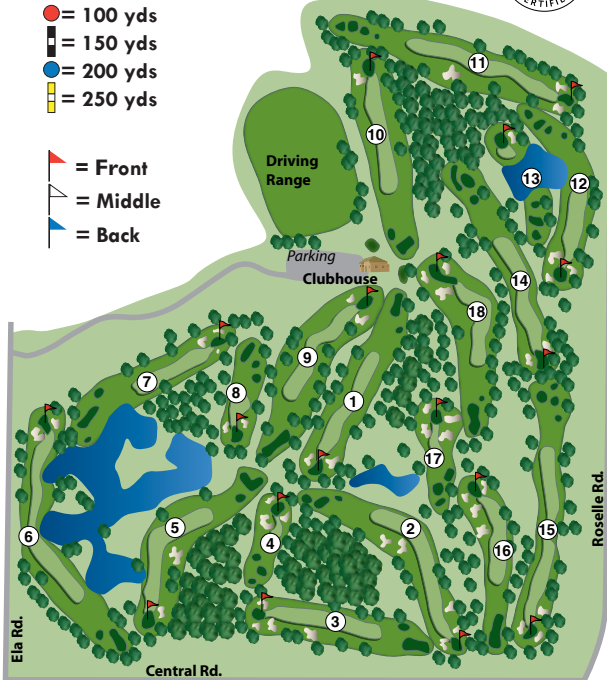 CERTIFIE
= 100 yds
= 150 yds
= 200 yds
= 250 yds
= Front
= Middle
= Back
11
10
Driving
Range
13
12
Parking
Clubhouse
14
18
9
7
8
1
17
Roselle Rd.
5
2
15
6
4
16
3
Ela Rd.
Central Rd.